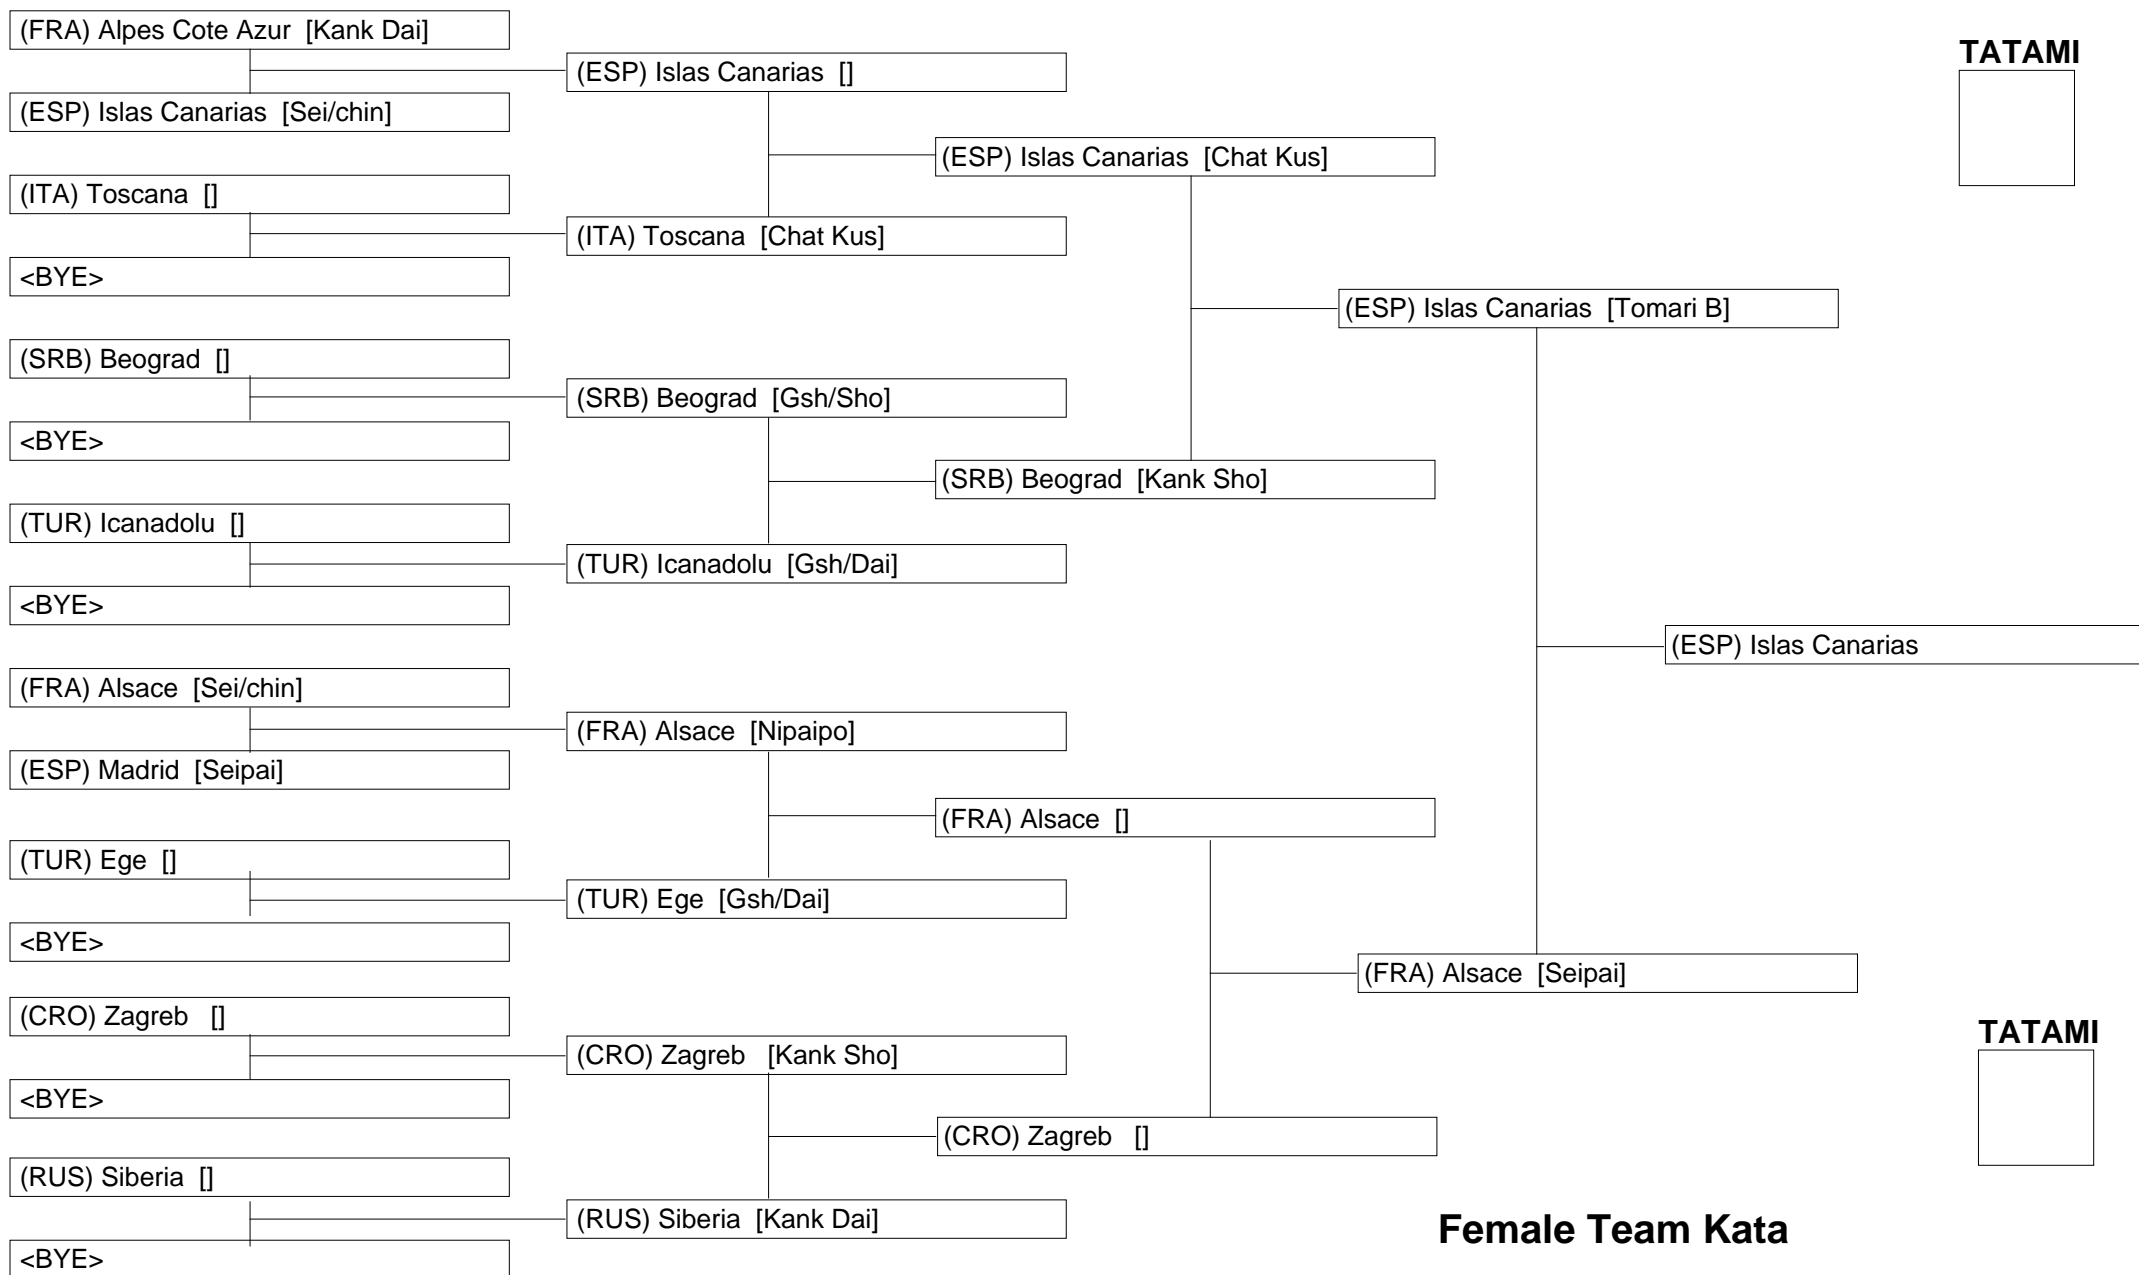 (FRA) Alpes Cote Azur [Kank Dai]
(ESP) Islas Canarias [Sei/chin]
(ITA) Toscana []
<BYE>
(SRB) Beograd []
<BYE>
(TUR) Icanadolu []
<BYE>
(FRA) Alsace [Sei/chin]
(ESP) Madrid [Seipai]
(TUR) Ege []
<BYE>
(CRO) Zagreb []
<BYE>
(RUS) Siberia []
<BYE>
(ESP) Islas Canarias []
(ITA) Toscana [Chat Kus]
(SRB) Beograd [Gsh/Sho]
(TUR) Icanadolu [Gsh/Dai]
(FRA) Alsace [Nipaipo]
(TUR) Ege [Gsh/Dai]
(CRO) Zagreb [Kank Sho]
(RUS) Siberia [Kank Dai]
(ESP) Islas Canarias [Chat Kus]
(SRB) Beograd [Kank Sho]
(FRA) Alsace []
(CRO) Zagreb []
(ESP) Islas Canarias [Tomari B]
(FRA) Alsace [Seipai]
(ESP) Islas Canarias
TATAMI
TATAMI
Female Team Kata